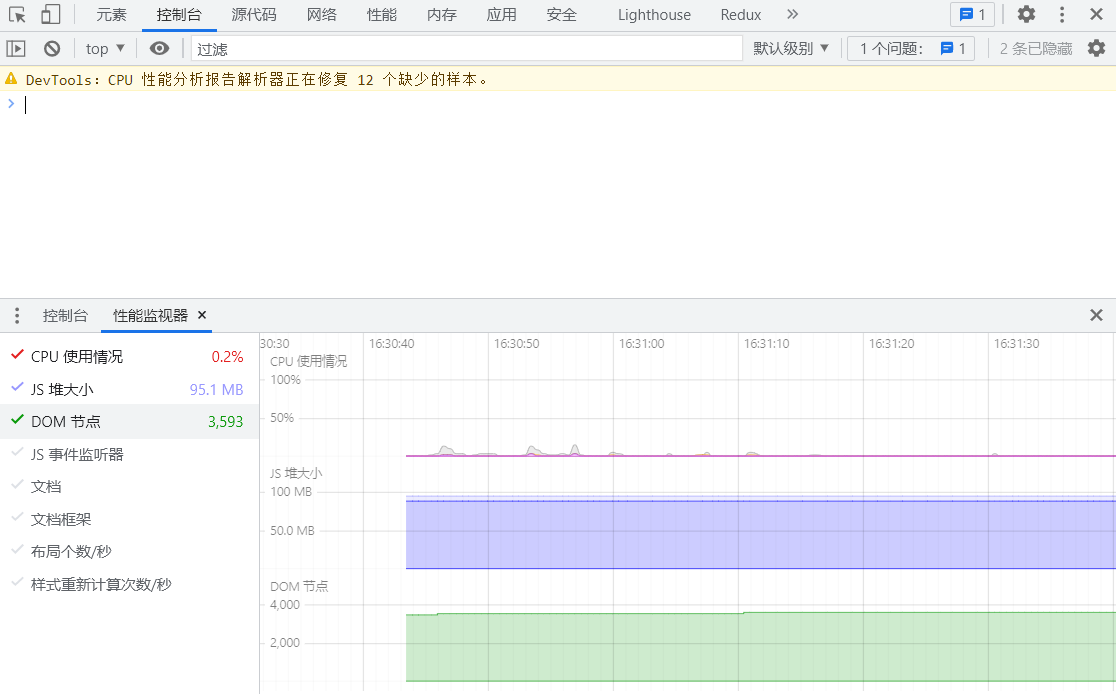 元素 控制台 源代码 网络 性能 内存 应用 安全 Lighthouse Redux 1
top 过滤 默认级别 1 个问题: 1 2 条已隐藏
DevTools: CPU 性能分析报告解析器正在修复 12 个缺少的样本。
控制台 性能监视器
CPU 使用情况 0.2%
JS 堆大小 95.1 MB
DOM 节点 3,593
JS 事件监听器
文档
文档框架
布局个数/秒
样式重新计算次数/秒
30:30 16:30:40 16:30:50 16:31:00 16:31:10 16:31:20 16:31:30
CPU 使用情况
100%
50%
JS 堆大小
100 MB
50.0 MB
DOM 节点
4,000
2,000